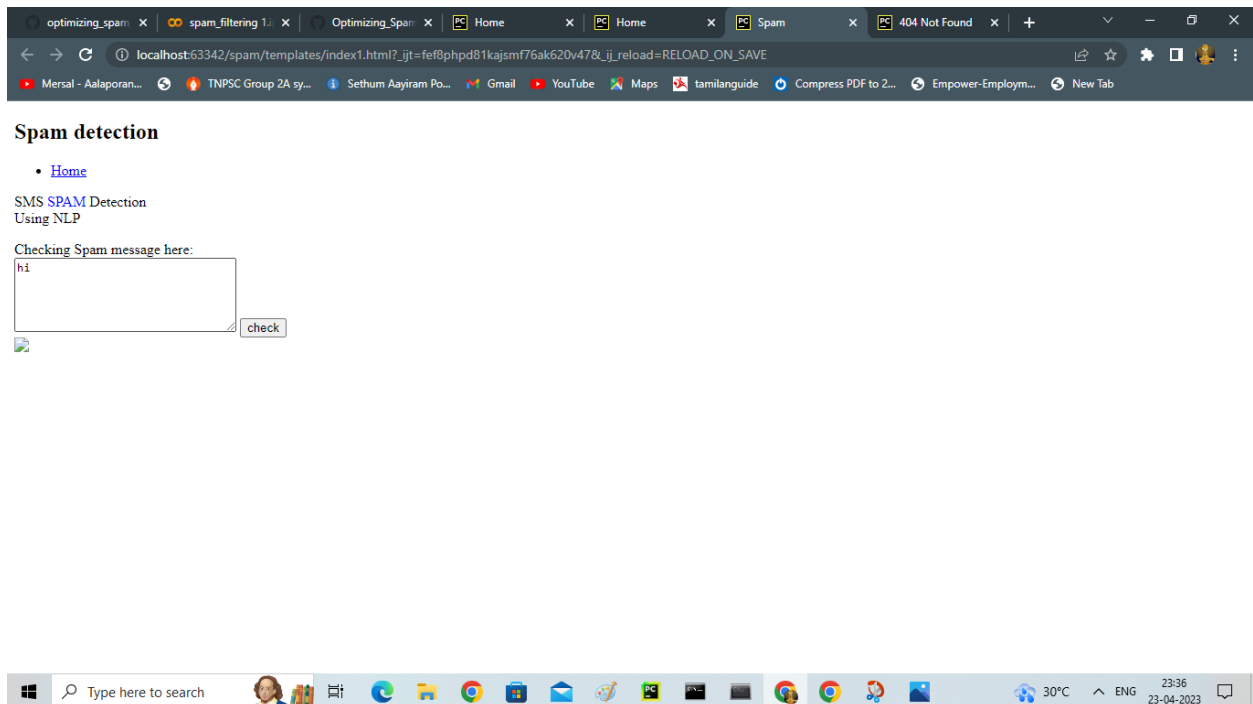 optimizing_spam
spam_filtering 1.i
Optimizing_Spam
Home
Home
Spam
404 Not Found
localhost:63342/spam/templates/index1.html?_ijt=fef8phpd81kajsmf76ak620v47&_ij_reload=RELOAD_ON_SAVE
Mersal - Aalaporan...
TNPSC Group 2A sy...
Sethum Aayiram Po...
Gmail
YouTube
Maps
tamilanguide
Compress PDF to 2...
Empower-Employm...
New Tab
Spam detection
• Home
SMS SPAM Detection
Using NLP
Checking Spam message here:
hi
check
Type here to search
30°C
ENG
23:36
23-04-2023